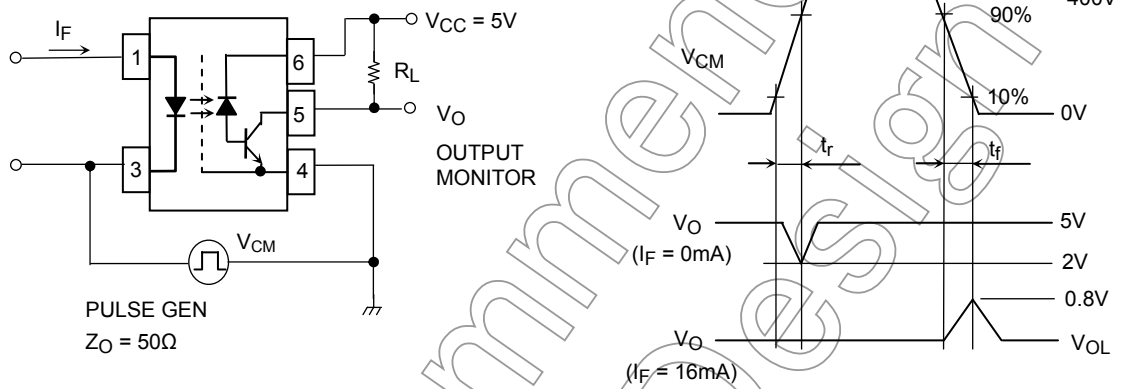 I_F
1
3
6
5
4
V_CC = 5V
R_L
V_O
OUTPUT
MONITOR
V_CM
PULSE GEN
Z_O = 50Ω
90%
V_CM
10%
0V
t_r
t_f
V_O
(I_F = 0mA)
5V
2V
0.8V
V_O
V_OL
(I_F = 16mA)